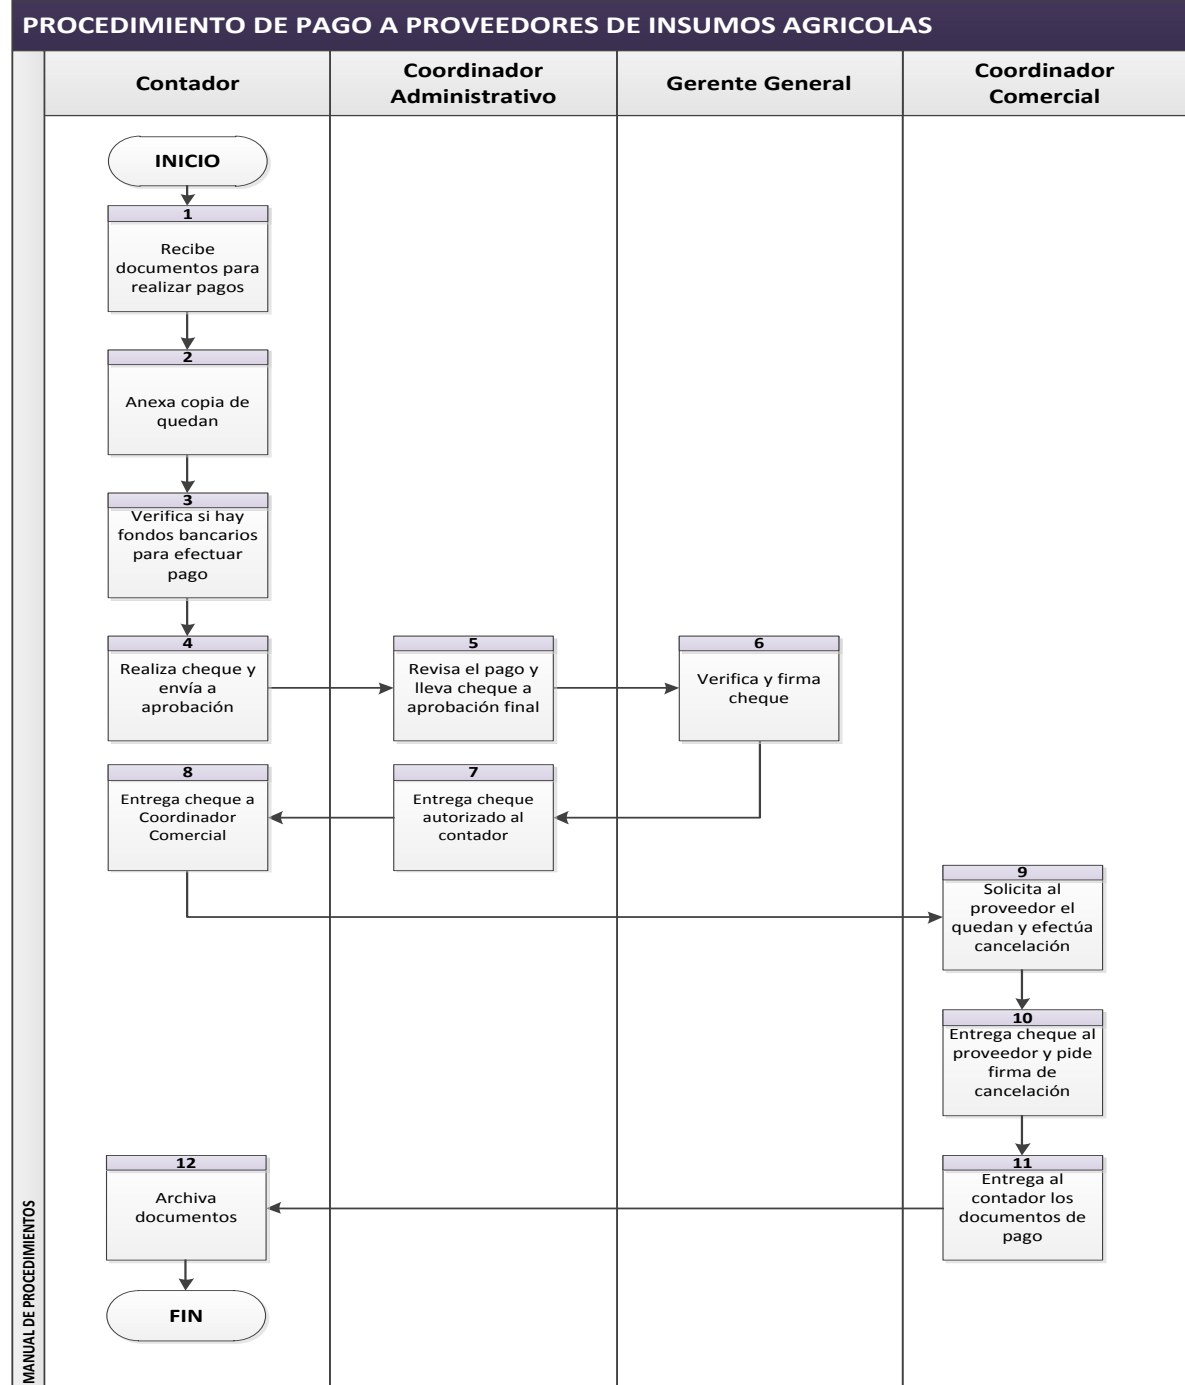 PROCEDIMIENTO DE PAGO A PROVEEDORES DE INSUMOS AGRICOLAS
Contador
Coordinador
Administrativo
Gerente General
Coordinador
Comercial
INICIO
1
Recibe
documentos para
realizar pagos
2
Anexa copia de
quedan
3
Verifica si hay
fondos bancarios
para efectuar
pago
4
Realiza cheque y
envía a
aprobación
5
Revisa el pago y
lleva cheque a
aprobación final
6
Verifica y firma
cheque
7
Entrega cheque
autorizado al
contador
8
Entrega cheque a
Coordinador
Comercial
9
Solicita al
proveedor el
quedan y efectúa
cancelación
10
Entrega cheque al
proveedor y pide
firma de
cancelación
11
Entrega al
contador los
documentos de
pago
12
Archiva
documentos
FIN
MANUAL DE PROCEDIMIENTOS